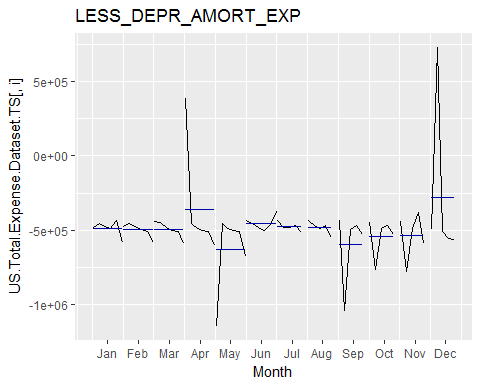 LESS_DEPR_AMORT_EXP
US.Total.Expense.Dataset.TS[, i]
5e+05
0e+00
-5e+05
-1e+06
Jan Feb Mar Apr May Jun Jul Aug Sep Oct Nov Dec
Month